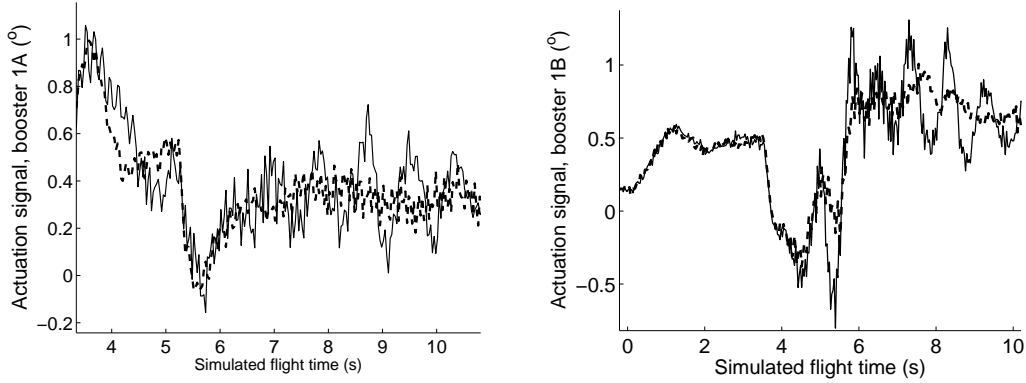 Actuation signal, booster 1A (°)
1
0.8
0.6
0.4
0.2
0
−0.2
4 5 6 7 8 9 10
Simulated flight time (s)
Actuation signal, booster 1B (°)
1
0.5
0
−0.5
0 2 4 6 8 10
Simulated flight time (s)